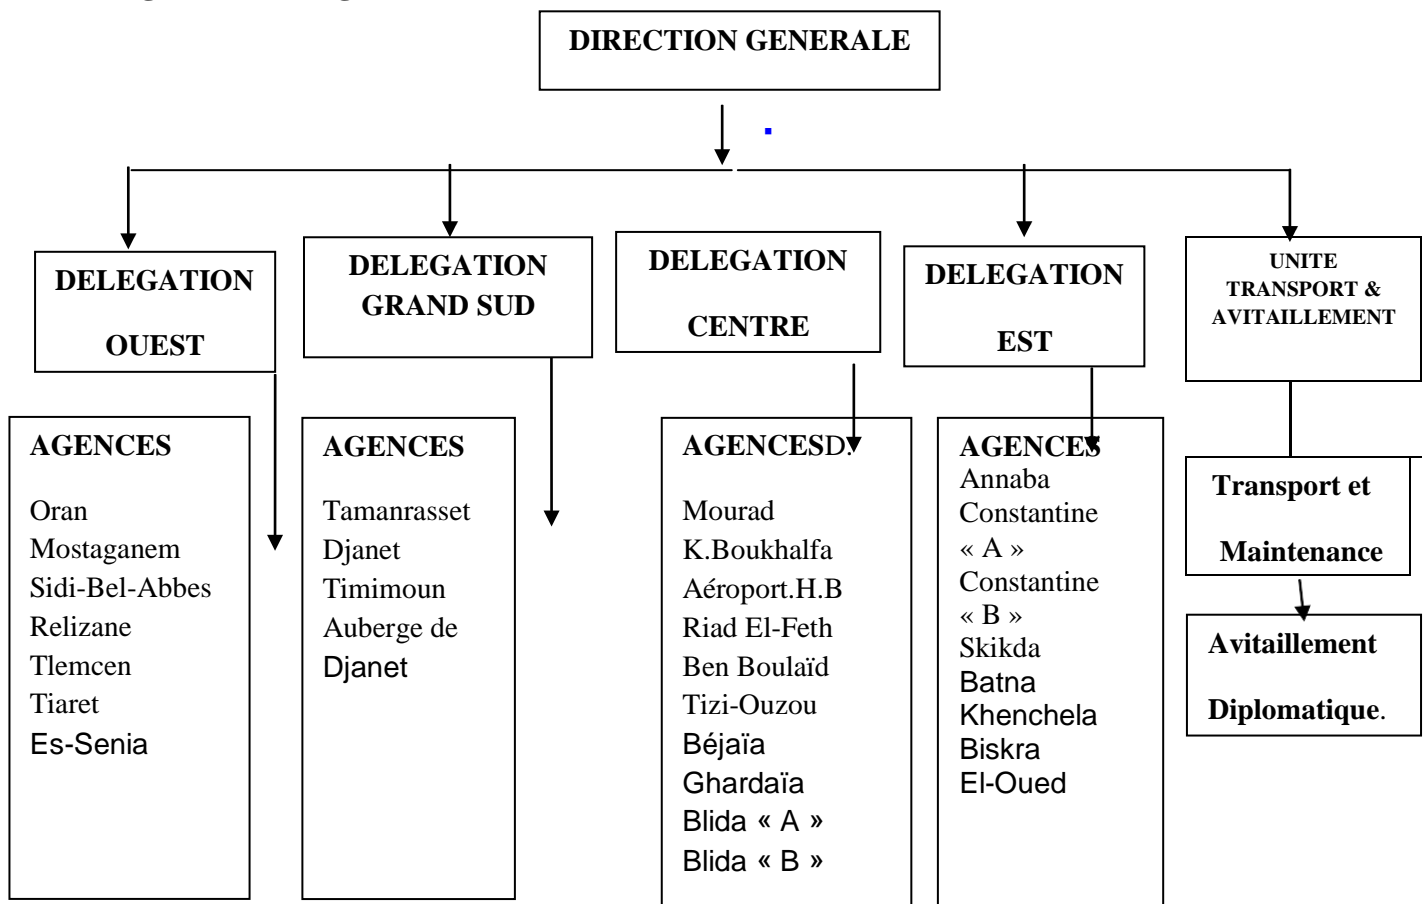 DIRECTION GENERALE
DELEGATION
OUEST
DELEGATION
GRAND SUD
DELEGATION
CENTRE
DELEGATION
EST
UNITE
TRANSPORT &
AVITAILLEMENT
AGENCES
Oran
Mostaganem
Sidi-Bel-Abbes
Relizane
Tlemcen
Tiaret
Es-Senia
AGENCES
Tamanrasset
Djanet
Timimoun
Auberge de
Djanet
AGENCESD.
Mourad
K.Boukhalfa
Aéroport.H.B
Riad El-Feth
Ben Boulaïd
Tizi-Ouzou
Béjaïa
Ghardaïa
Blida « A »
Blida « B »
AGENCES
Annaba
Constantine
« A »
Constantine
« B »
Skikda
Batna
Khenchela
Biskra
El-Oued
Transport et
Maintenance
Avitaillement
Diplomatique.